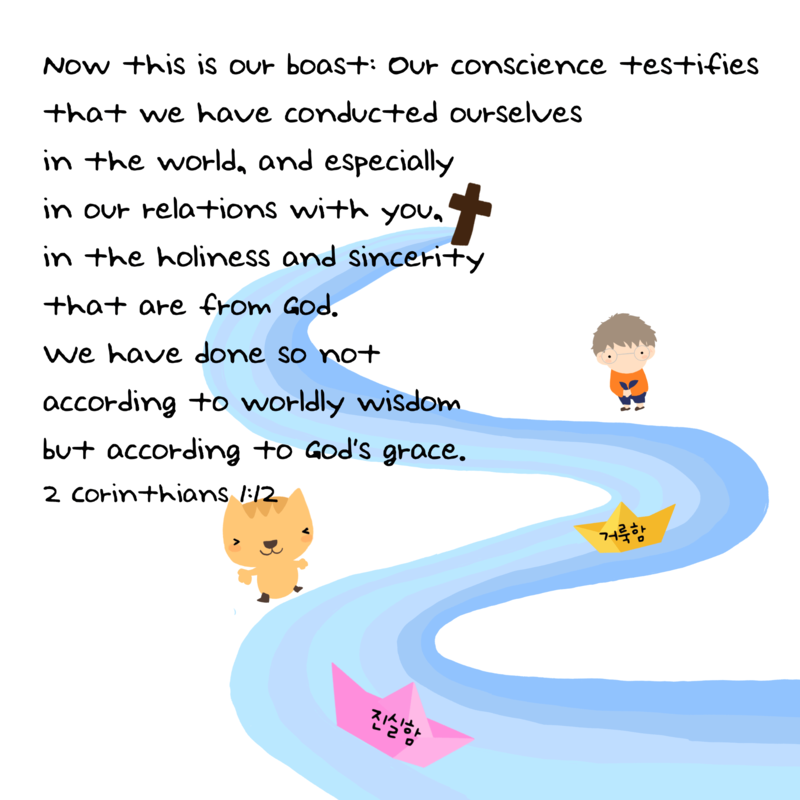 Now this is our boast: Our conscience testifies
that we have conducted ourselves
in the world, and especially
in our relations with you,
in the holiness and sincerity
that are from God.
We have done so not
according to worldly wisdom
but according to God's grace.
2 Corinthians 1:12
거룩함
진실함